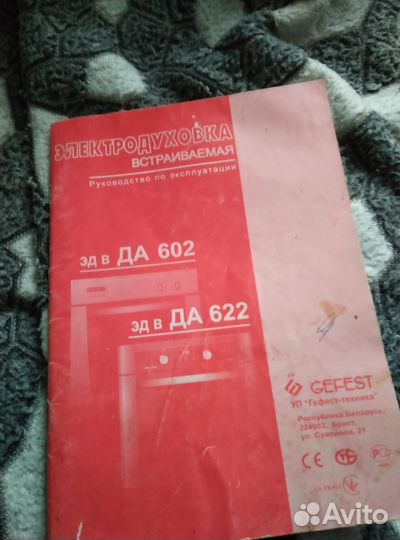 ЭЛЕКТРОДУХОВКА
ВСТРАИВАЕМАЯ
Руководство по эксплуатации
ЭД В ДА 602
ЭД В ДА 622
GEFEST
УП "Гефест-техника"
Республика Беларусь
224002, Брест,
ул. Суворова, 21
Avito